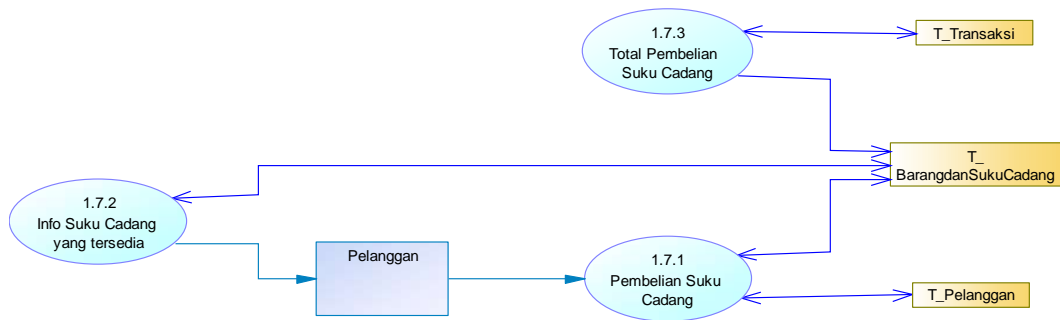 1.7.3
Total Pembelian
Suku Cadang
T_Transaksi
T_
BarangdanSukuCadang
1.7.2
Info Suku Cadang
yang tersedia
Pelanggan
1.7.1
Pembelian Suku
Cadang
T_Pelanggan